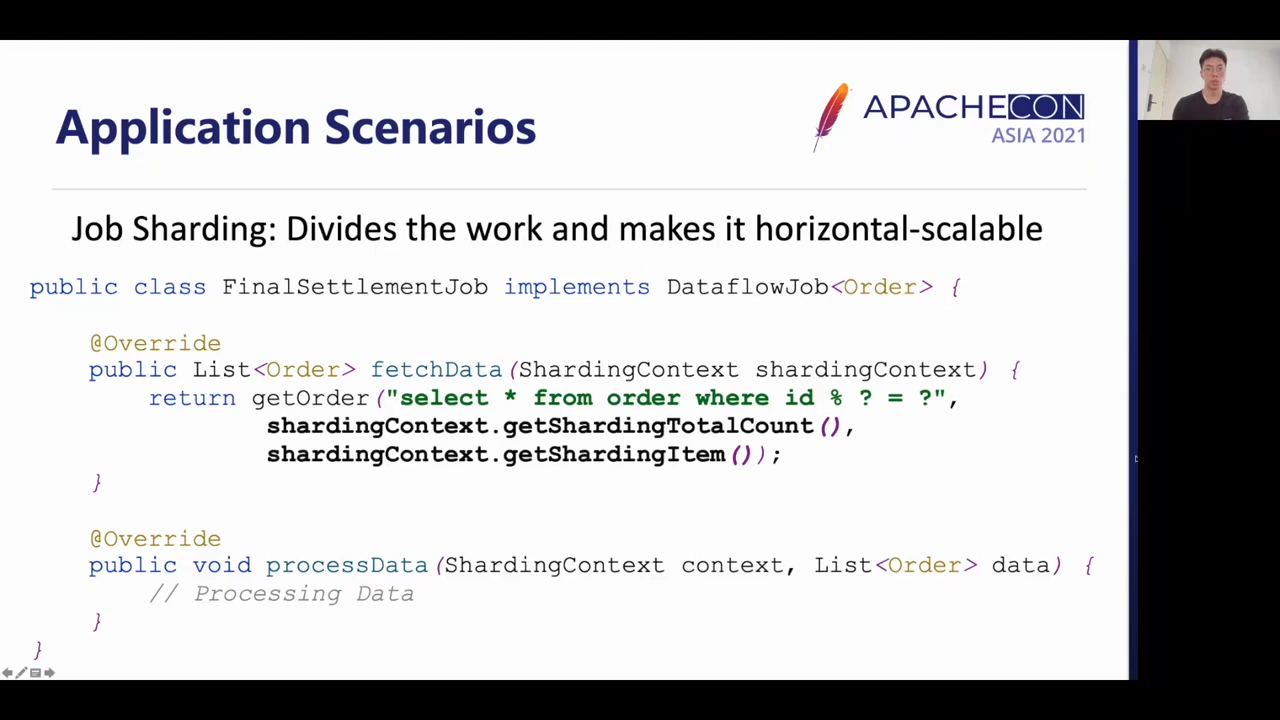 Application Scenarios
APACHECON
ASIA 2021
Job Sharding: Divides the work and makes it horizontal-scalable
public class FinalSettlementJob implements DataflowJob<Order> {
@Override
public List<Order> fetchData(ShardingContext shardingContext) {
return getOrder("select * from order where id % ? = ?",
shardingContext.getShardingTotalCount(),
shardingContext.getShardingItem());
}
@Override
public void processData(ShardingContext context, List<Order> data) {
// Processing Data
}
}